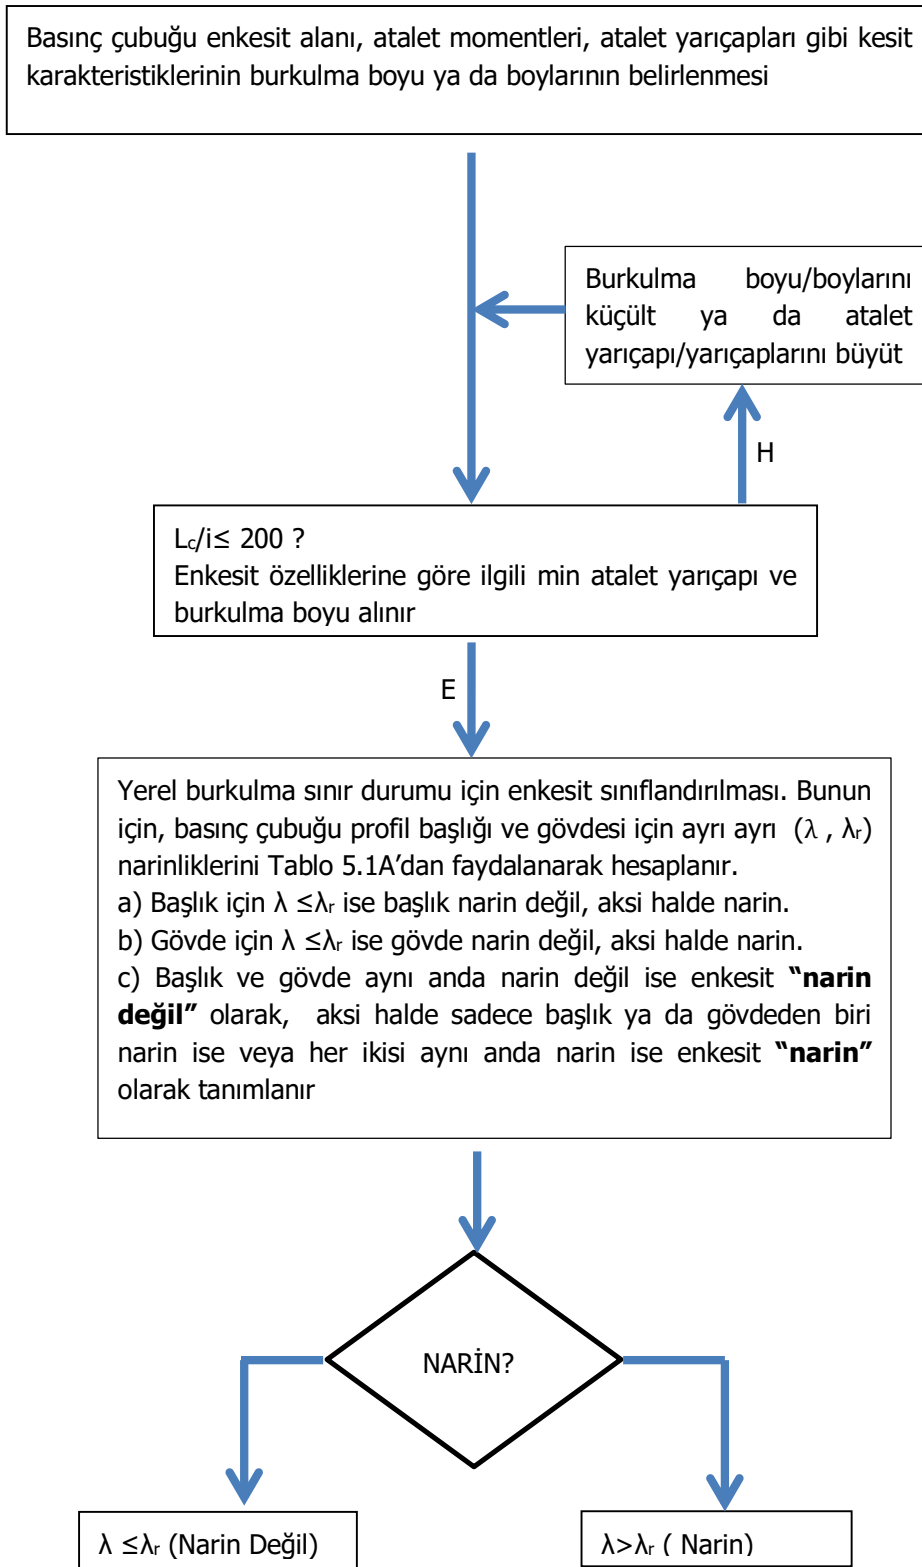 Basınç çubuğu enkesit alanı, atalet momentleri, atalet yarıçapları gibi kesit
karakteristiklerinin burkulma boyu ya da boylarının belirlenmesi
Burkulma boyu/boylarını
küçült ya da atalet
yarıçapı/yarıçaplarını büyüt
H
Lc/i≤ 200 ?
Enkesit özelliklerine göre ilgili min atalet yarıçapı ve
burkulma boyu alınır
E
Yerel burkulma sınır durumu için enkesit sınıflandırılması. Bunun
için, basınç çubuğu profil başlığı ve gövdesi için ayrı ayrı (λ , λr)
narinliklerini Tablo 5.1A’dan faydalanarak hesaplanır.
a) Başlık için λ ≤λr ise başlık narin değil, aksi halde narin.
b) Gövde için λ ≤λr ise gövde narin değil, aksi halde narin.
c) Başlık ve gövde aynı anda narin değil ise enkesit “narin
değil” olarak, aksi halde sadece başlık ya da gövdeden biri
narin ise veya her ikisi aynı anda narin ise enkesit “narin”
olarak tanımlanır
NARİN?
λ ≤λr (Narin Değil)
λ>λr ( Narin)